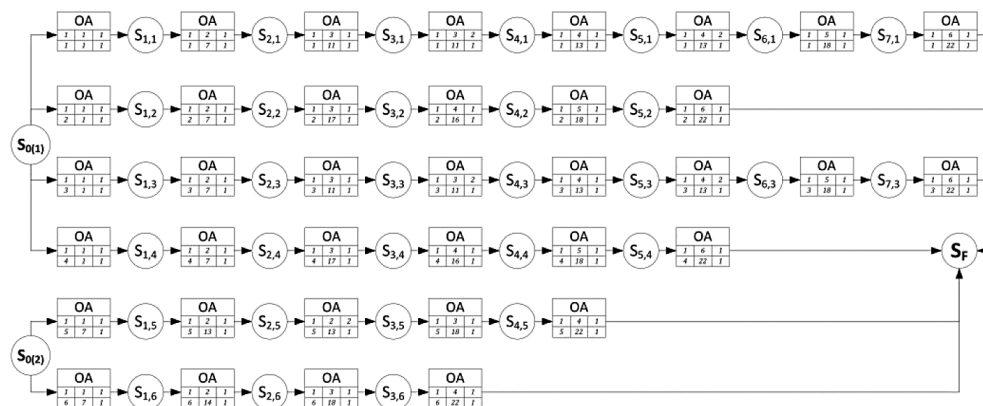 OA OA OA OA OA OA OA OA
1 1 1 S1,1 1 2 1 S2,1 1 3 1 S3,1 1 3 2 S4,1 1 4 1 S5,1 1 4 2 S6,1 1 5 1 S7,1 1 6 1
1 1 1 1 7 1 1 11 1 1 11 1 1 13 1 1 13 1 1 18 1 1 22 1
OA OA OA OA OA OA
1 1 1 S1,2 1 2 1 S2,2 1 3 1 S3,2 1 4 1 S4,2 1 5 1 S5,2 1 6 1
2 1 1 2 7 1 2 17 1 2 16 1 2 18 1 2 22 1
S0(1)
OA OA OA OA OA OA OA OA
1 1 1 S1,3 1 2 1 S2,3 1 3 1 S3,3 1 3 2 S4,3 1 4 1 S5,3 1 4 2 S6,3 1 5 1 S7,3 1 6 1
3 1 1 3 7 1 3 11 1 3 11 1 3 13 1 3 13 1 3 18 1 3 22 1
OA OA OA OA OA OA
1 1 1 S1,4 1 2 1 S2,4 1 3 1 S3,4 1 4 1 S4,4 1 5 1 S5,4 1 6 1 SF
4 1 1 4 7 1 4 17 1 4 16 1 4 18 1 4 22 1
OA OA OA OA OA
1 1 1 S1,5 1 2 1 S2,5 1 2 2 S3,5 1 3 1 S4,5 1 4 1
5 7 1 5 13 1 5 13 1 5 18 1 5 22 1
S0(2)
OA OA OA OA
1 1 1 S1,6 1 2 1 S2,6 1 3 1 S3,6 1 4 1
6 7 1 6 14 1 6 18 1 6 22 1